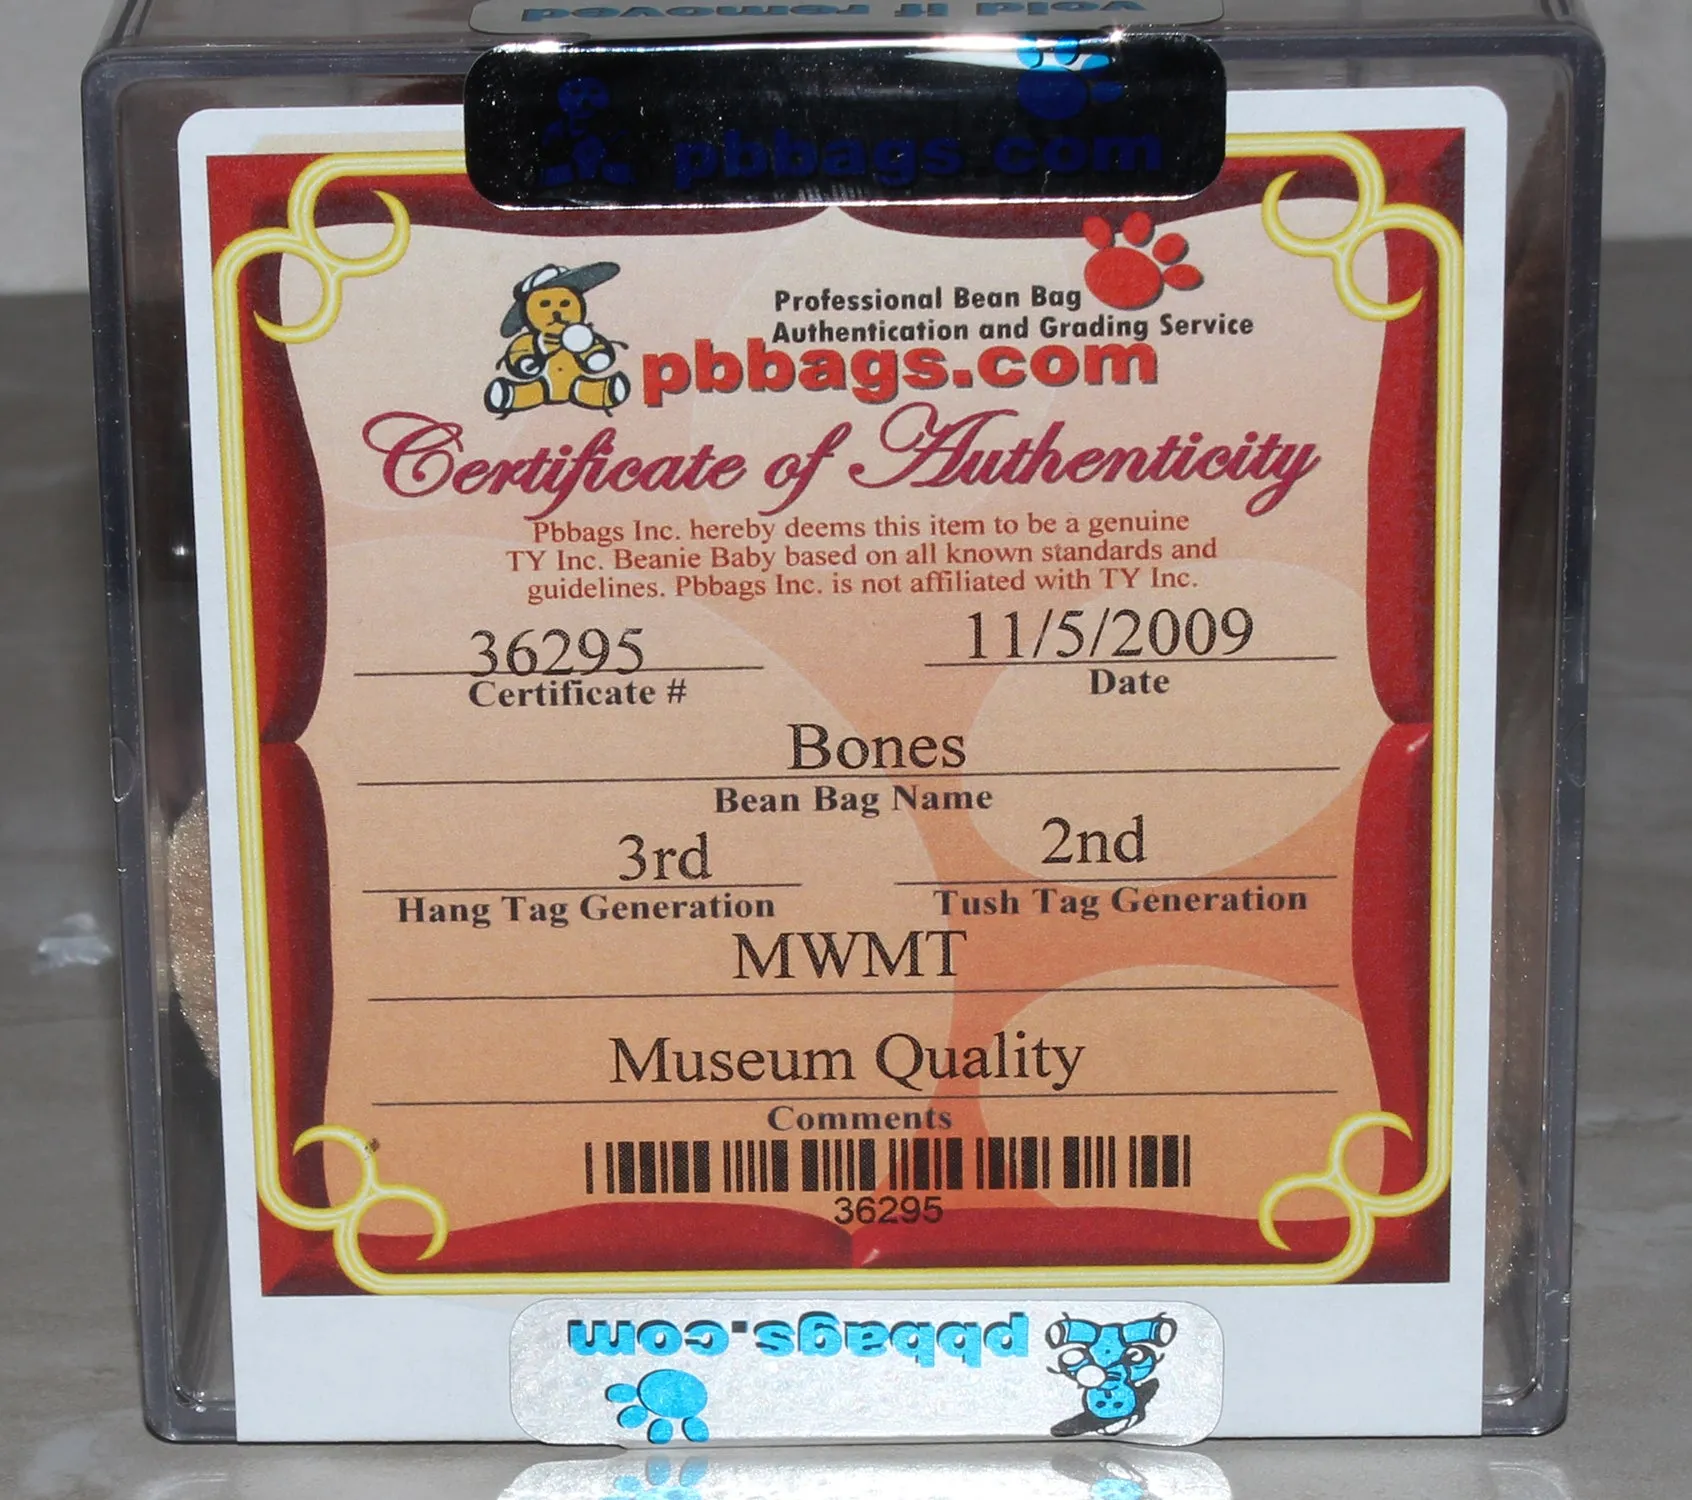 void if removed
pbbags.com
Professional Bean Bag
Authentication and Grading Service
pbbags.com
Certificate of Authenticity
Pbbags Inc. hereby deems this item to be a genuine
TY Inc. Beanie Baby based on all known standards and
guidelines. Pbbags Inc. is not affiliated with TY Inc.
36295 11/5/2009
Certificate # Date
Bones
Bean Bag Name
3rd 2nd
Hang Tag Generation Tush Tag Generation
MWMT
Museum Quality
Comments
36295
pbbags.com